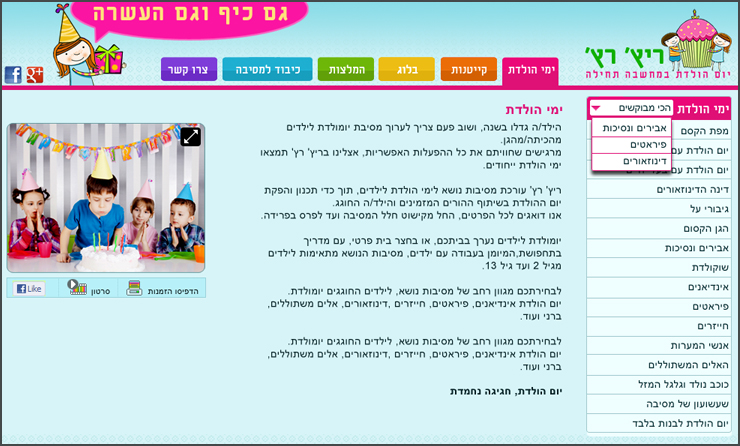 גם כיף וגם העשרה
ריץ' רץ'
יום הולדת במחשבה תחילה
ימי הולדת
קייטנות
בלוג
המלצות
כיבוד למסיבה
צרו קשר
ימי הולדת
הכי מבוקשים
אבירים ונסיכות
פיראטים
דינוזאורים
מפת הקסם
יום הולדת עם
יום הולדת עם
דינה הדינוזאורים
גיבורי על
הגן הקסום
אבירים ונסיכות
שוקולדת
אינדיאנים
פיראטים
חייזרים
אנשי המערות
האלים המשתוללים
כוכב נולד וגלגל המזל
שעשועון של מסיבה
יום הולדת לבנות בלבד
ימי הולדת
הילד/ה גדלו בשנה, ושוב פעם צריך לערוך מסיבת יומולדת לילדים
מהכיתה/מהגן.
מרגישים שחוויתם את כל ההפעלות האפשריות, אצלינו בריץ' רץ' תמצאו
ימי הולדת ייחודים.
ריץ' רץ' עורכת מסיבות נושא לימי הולדת לילדים, תוך כדי תכנון והפקת
יום ההולדת בשיתוף ההורים המזמינים והילד/ה החוגג.
אנו דואגים לכל הפרטים, החל מקישוט חלל המסיבה ועד לפרס בפרידה.
יומולדת לילדים נערך בביתכם, או בחצר בית פרטי, עם מדריך
בתחפושת,המיומן בעבודה עם ילדים, מסיבות הנושא מתאימות לילדים
מגיל 2 ועד גיל 13.
לבחירתכם מגוון רחב של מסיבות נושא, לילדים החוגגים יומולדת.
יום הולדת אינדיאנים, פיראטים, חייזרים ,דינוזאורים, אלים משתוללים,
ברני ועוד.
לבחירתכם מגוון רחב של מסיבות נושא, לילדים החוגגים יומולדת.
יום הולדת אינדיאנים, פיראטים, חייזרים ,דינוזאורים, אלים משתוללים,
ברני ועוד.
יום הולדת, חגיגה נחמדת
הדפיסו הזמנות
סרטון
Like